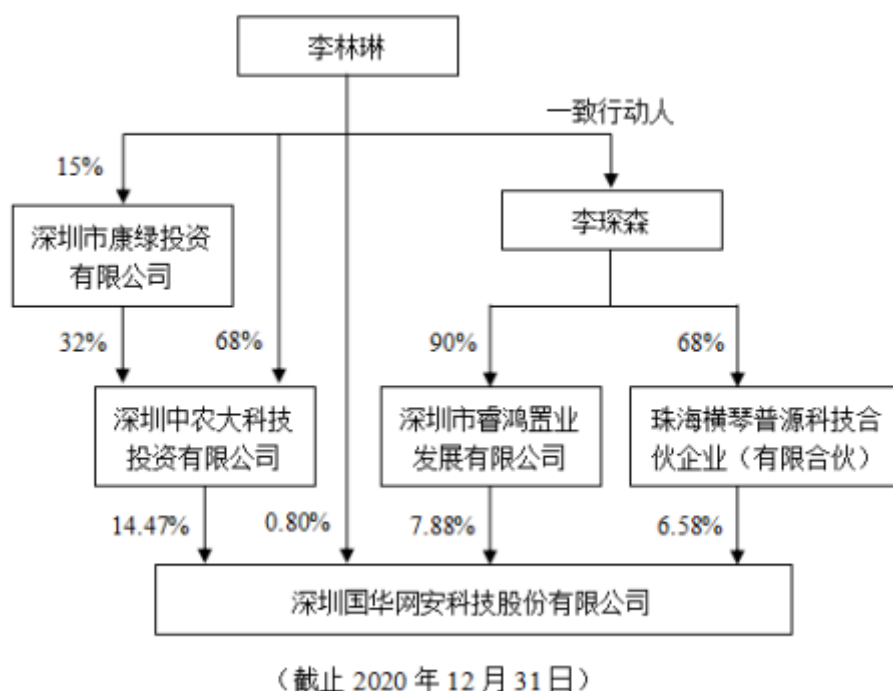 李林琳
一致行动人
15%
李琛森
深圳市康绿投资
有限公司
32%
68%
90%
68%
深圳中农大科技
投资有限公司
深圳市睿鸿置业
发展有限公司
珠海横琴普源科技合
伙企业（有限合伙）
14.47%
0.80%
7.88%
6.58%
深圳国华网安科技股份有限公司
（截止 2020 年 12 月 31 日）